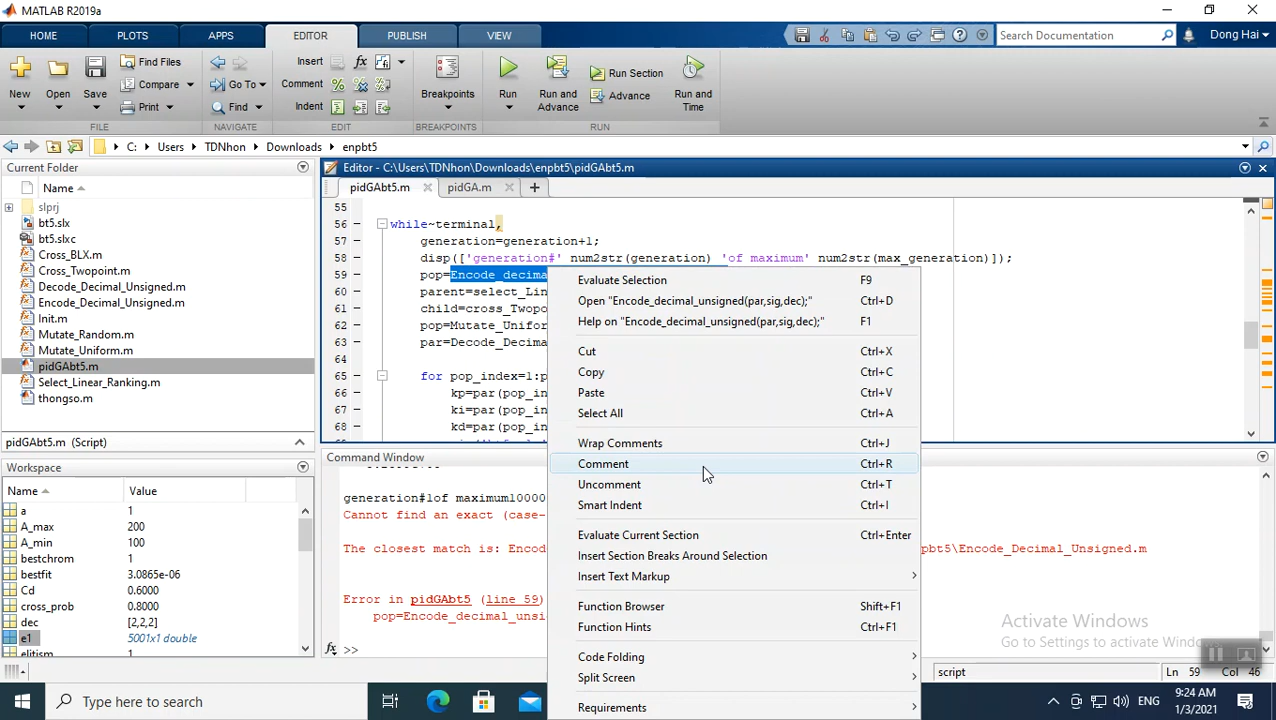 MATLAB R2019a
HOME
PLOTS
APPS
EDITOR
PUBLISH
VIEW
Search Documentation
Dong Hai
New
Open
Save
Find Files
Compare
Print
FILE
Go To
Find
NAVIGATE
Insert
Comment
Indent
EDIT
Breakpoints
BREAKPOINTS
Run
Run and
Advance
Run Section
Advance
Run and
Time
RUN
C: Users TDNhon Downloads enpbt5
Current Folder
Name
slprj
bt5.slx
bt5.slxc
Cross_BLX.m
Cross_Twopoint.m
Decode_Decimal_Unsigned.m
Encode_Decimal_Unsigned.m
Init.m
Mutate_Random.m
Mutate_Uniform.m
pidGAbt5.m
Select_Linear_Ranking.m
thongso.m
pidGAbt5.m (Script)
Workspace
Name
Value
a 1
A_max 200
A_min 100
bestchrom 1
bestfit 3.0865e-06
Cd 0.6000
cross_prob 0.8000
dec [2,2,2]
e1 5001x1 double
elitism 1
Editor - C:\Users\TDNhon\Downloads\enpbt5\pidGAbt5.m
pidGAbt5.m
pidGA.m
55
56 while~terminal,
57 generation=generation+1;
58 disp(['generation#' num2str(generation) 'of maximum' num2str(max_generation)]);
59 pop=Encode_decima
60 parent=select_Lin
61 child=cross_Twopo
62 pop=Mutate_Unifor
63 par=Decode_Decima
64
65 for pop_index=1:p
66 kp=par(pop_in
67 ki=par(pop_in
68 kd=par(pop_in
Evaluate Selection F9
Open "Encode_decimal_unsigned(par,sig,dec);" Ctrl+D
Help on "Encode_decimal_unsigned(par,sig,dec);" F1
Cut Ctrl+X
Copy Ctrl+C
Paste Ctrl+V
Select All Ctrl+A
Wrap Comments Ctrl+J
Comment Ctrl+R
Uncomment Ctrl+T
Smart Indent Ctrl+I
Evaluate Current Section Ctrl+Enter
Insert Section Breaks Around Selection
Insert Text Markup
Function Browser Shift+F1
Function Hints Ctrl+F1
Code Folding
Split Screen
Requirements
Command Window
generation#1of maximum10000
Cannot find an exact (case-
The closest match is: Encod pbt5\Encode_Decimal_Unsigned.m
Error in pidGAbt5 (line 59)
pop=Encode_decimal_unsi
fx >>
Activate Windows
Go to Settings to activate Windows
script
Ln 59 Col 46
Type here to search
ENG
9:24 AM
1/3/2021